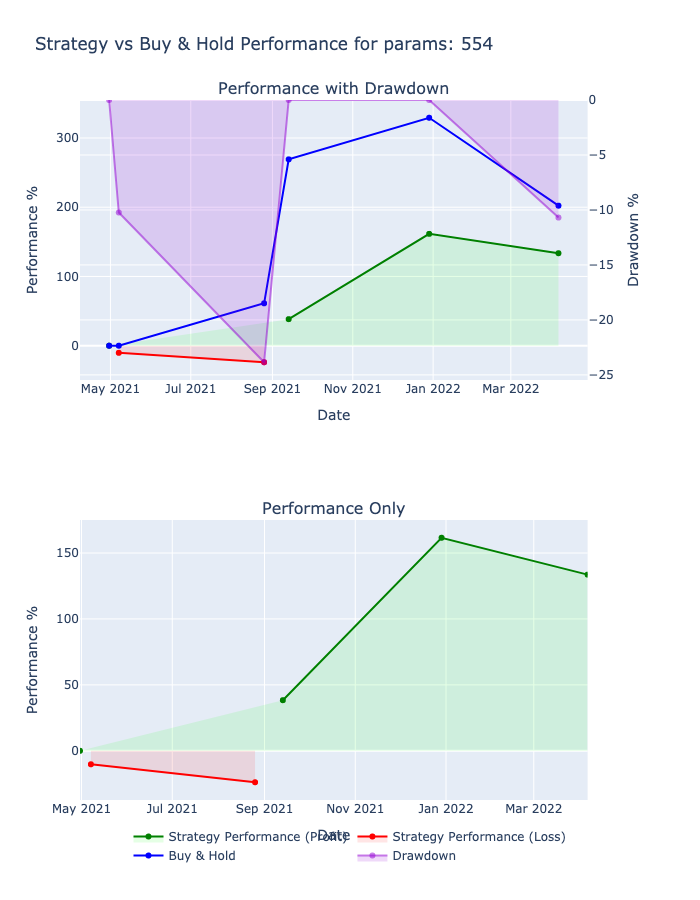 Strategy vs Buy & Hold Performance for params: 554
Performance with Drawdown
300
200
100
0
Performance %
0
−5
−10
−15
−20
−25
Drawdown %
May 2021 Jul 2021 Sep 2021 Nov 2021 Jan 2022 Mar 2022
Date
Performance Only
150
100
50
0
Performance %
May 2021 Jul 2021 Sep 2021 Nov 2021 Jan 2022 Mar 2022
Date
Strategy Performance (Profit) Strategy Performance (Loss)
Buy & Hold Drawdown